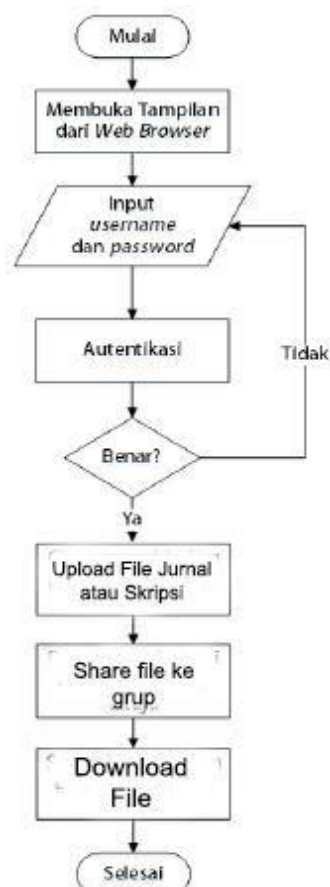 Mulai
Membuka Tampilan
dari Web Browser
Input
username
dan password
Autentikasi
Tidak
Benar?
Ya
Upload File Jurnal
atau Skripsi
Share file ke
grup
Download
File
Selesai